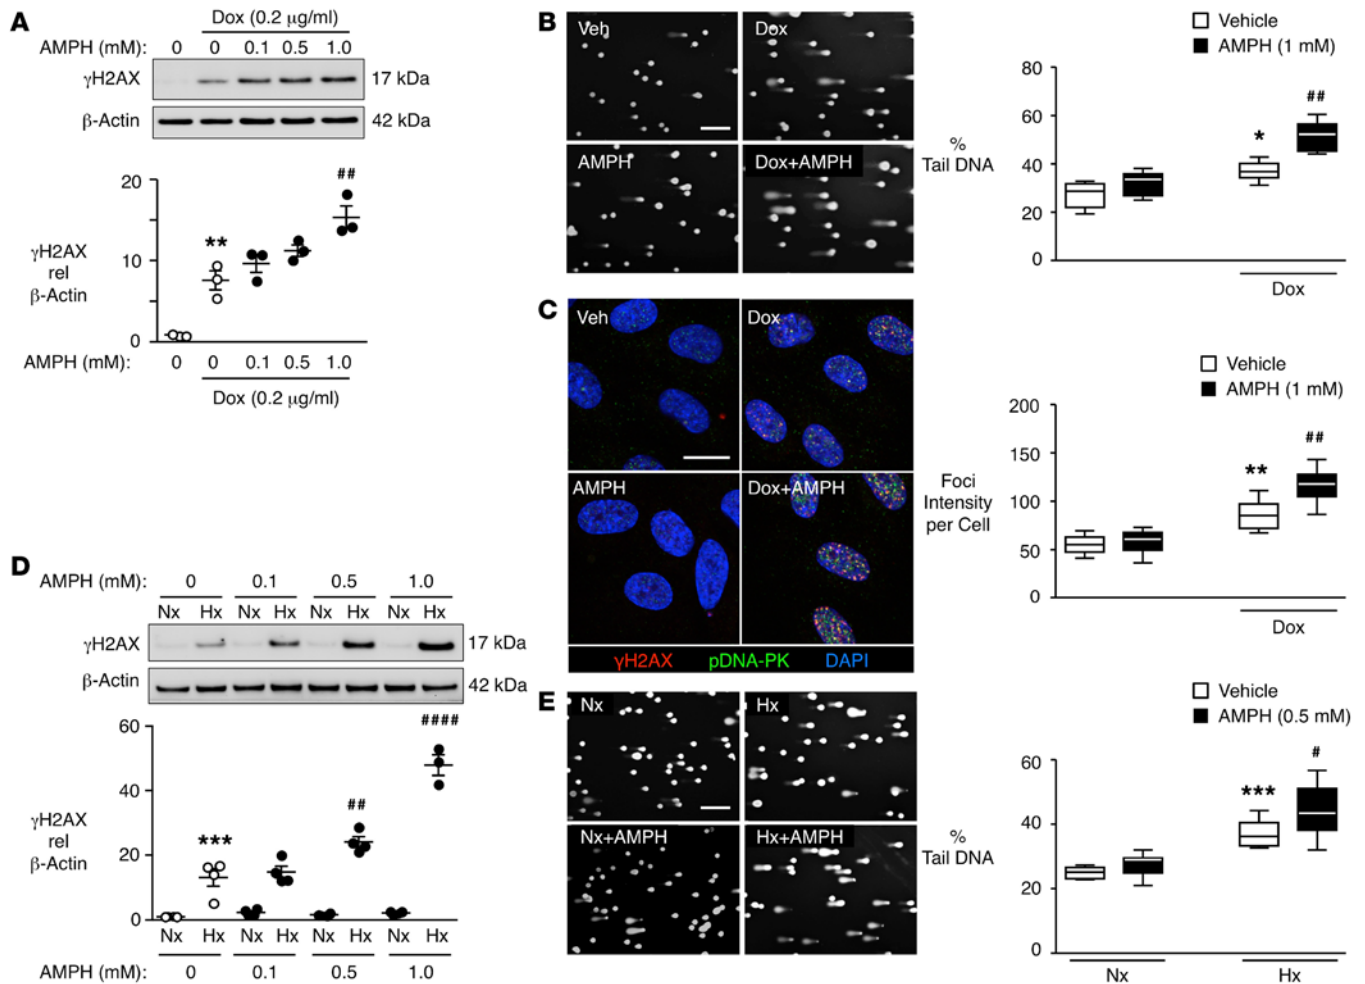 A
Dox (0.2 µg/ml)
AMPH (mM): 0 0 0.1 0.5 1.0
γH2AX 17 kDa
β-Actin 42 kDa
20
##
**
γH2AX
rel
β-Actin
10
0
AMPH (mM): 0 0 0.1 0.5 1.0
Dox (0.2 µg/ml)
B
Veh Dox
AMPH Dox+AMPH
Vehicle
AMPH (1 mM)
80
##
60
*
%
Tail DNA
40
20
0
Dox
C
Veh Dox
AMPH Dox+AMPH
γH2AX pDNA-PK DAPI
Vehicle
AMPH (1 mM)
200
##
150
**
Foci
Intensity
per Cell
100
50
0
Dox
D
AMPH (mM): 0 0.1 0.5 1.0
Nx Hx Nx Hx Nx Hx Nx Hx
γH2AX 17 kDa
β-Actin 42 kDa
60
####
40
##
***
γH2AX
rel
β-Actin
20
0
Nx Hx Nx Hx Nx Hx Nx Hx
AMPH (mM): 0 0.1 0.5 1.0
E
Nx Hx
Nx+AMPH Hx+AMPH
Vehicle
AMPH (0.5 mM)
60
#
***
%
Tail DNA
40
20
0
Nx Hx